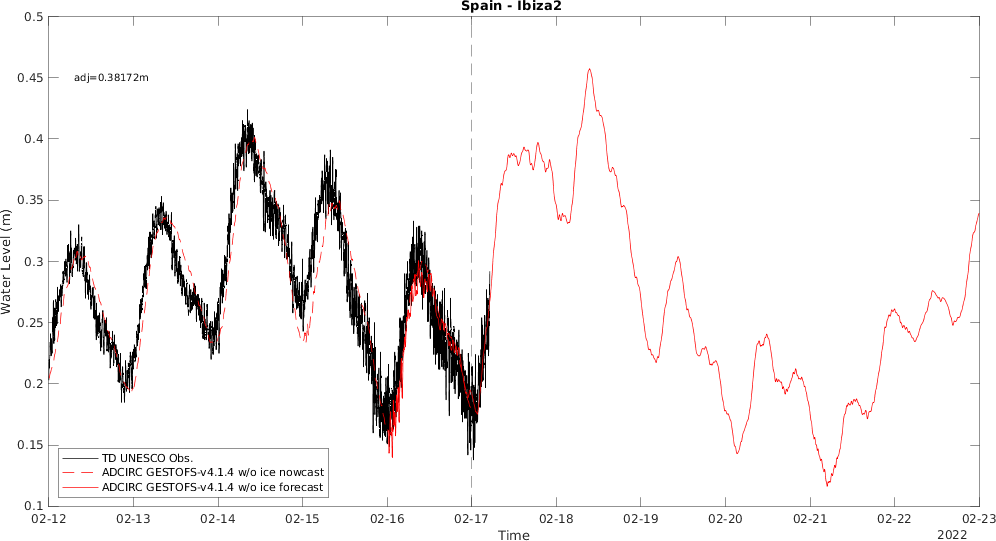 Spain - Ibiza2
0.5
0.45
0.4
0.35
0.3
0.25
0.2
0.15
0.1
Water Level (m)
adj=0.38172m
TD UNESCO Obs.
ADCIRC GESTOFS-v4.1.4 w/o ice nowcast
ADCIRC GESTOFS-v4.1.4 w/o ice forecast
02-12 02-13 02-14 02-15 02-16 02-17 02-18 02-19 02-20 02-21 02-22 02-23
Time
2022